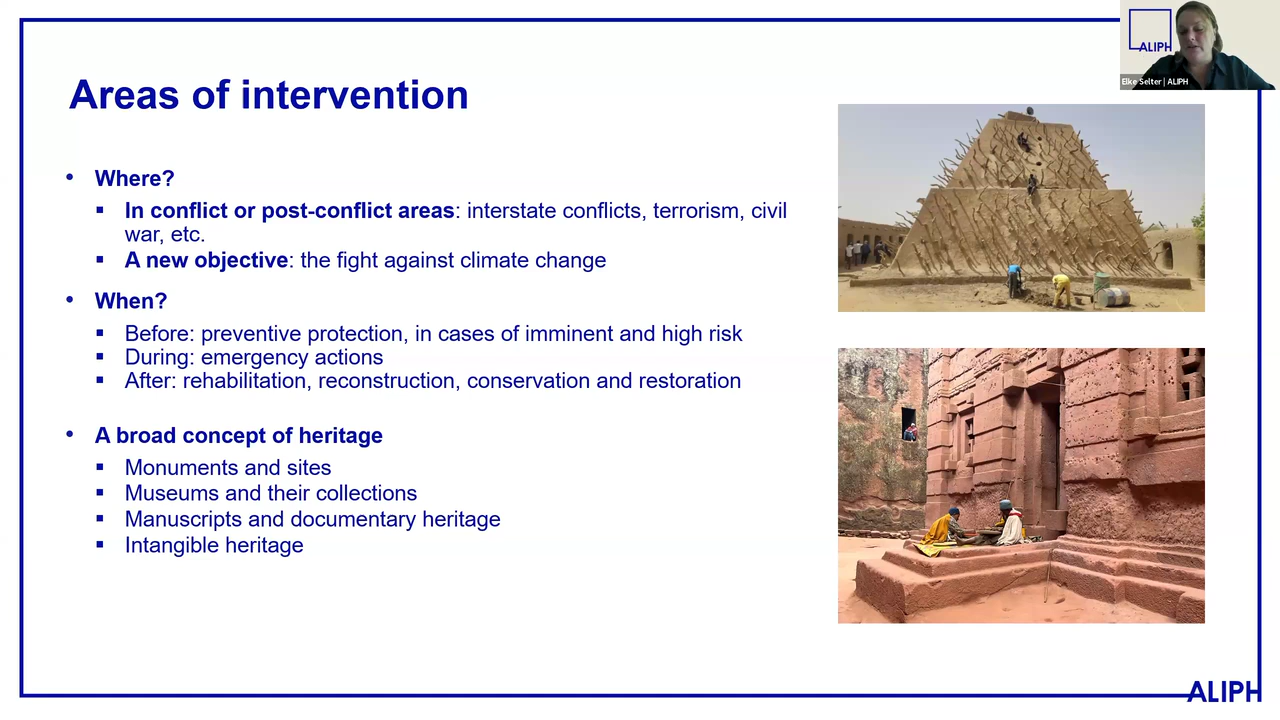 ALIPH
Elke Selter | ALIPH
Areas of intervention
• Where?
▪ In conflict or post-conflict areas: interstate conflicts, terrorism, civil
war, etc.
▪ A new objective: the fight against climate change
• When?
▪ Before: preventive protection, in cases of imminent and high risk
▪ During: emergency actions
▪ After: rehabilitation, reconstruction, conservation and restoration
• A broad concept of heritage
▪ Monuments and sites
▪ Museums and their collections
▪ Manuscripts and documentary heritage
▪ Intangible heritage
ALIPH